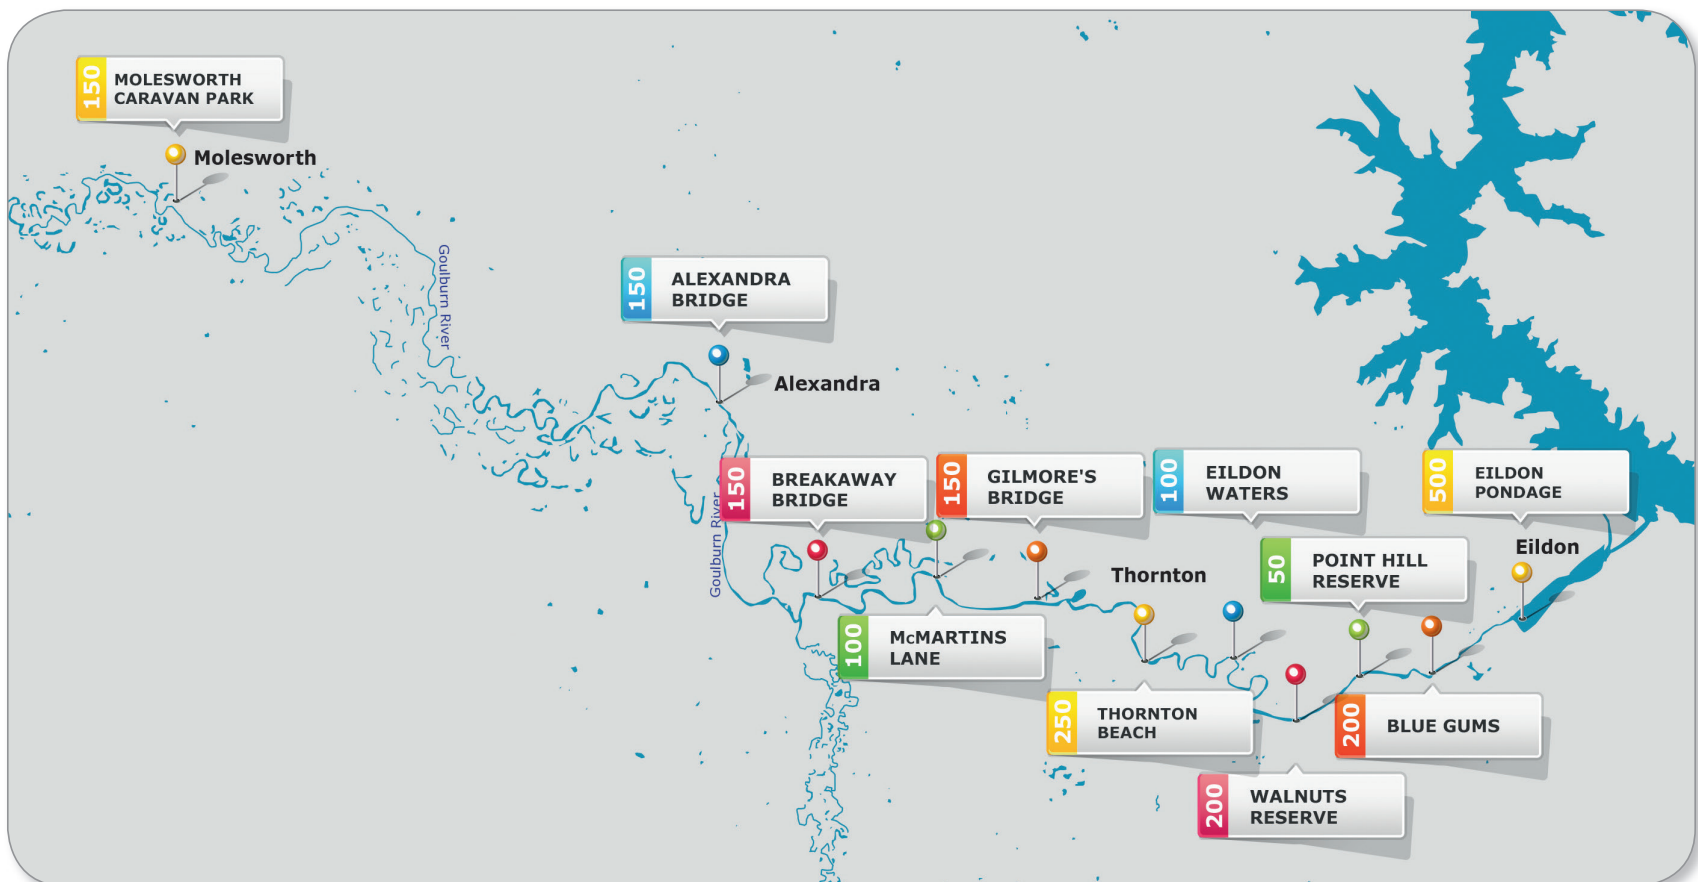 150
MOLESWORTH
CARAVAN PARK
Molesworth
Goulburn River
150
ALEXANDRA
BRIDGE
Alexandra
150
BREAKAWAY
BRIDGE
150
GILMORE'S
BRIDGE
100
EILDON
WATERS
500
EILDON
PONDAGE
Goulburn River
Eildon
50
POINT HILL
RESERVE
Thornton
100
McMARTINS
LANE
250
THORNTON
BEACH
200
BLUE GUMS
200
WALNUTS
RESERVE